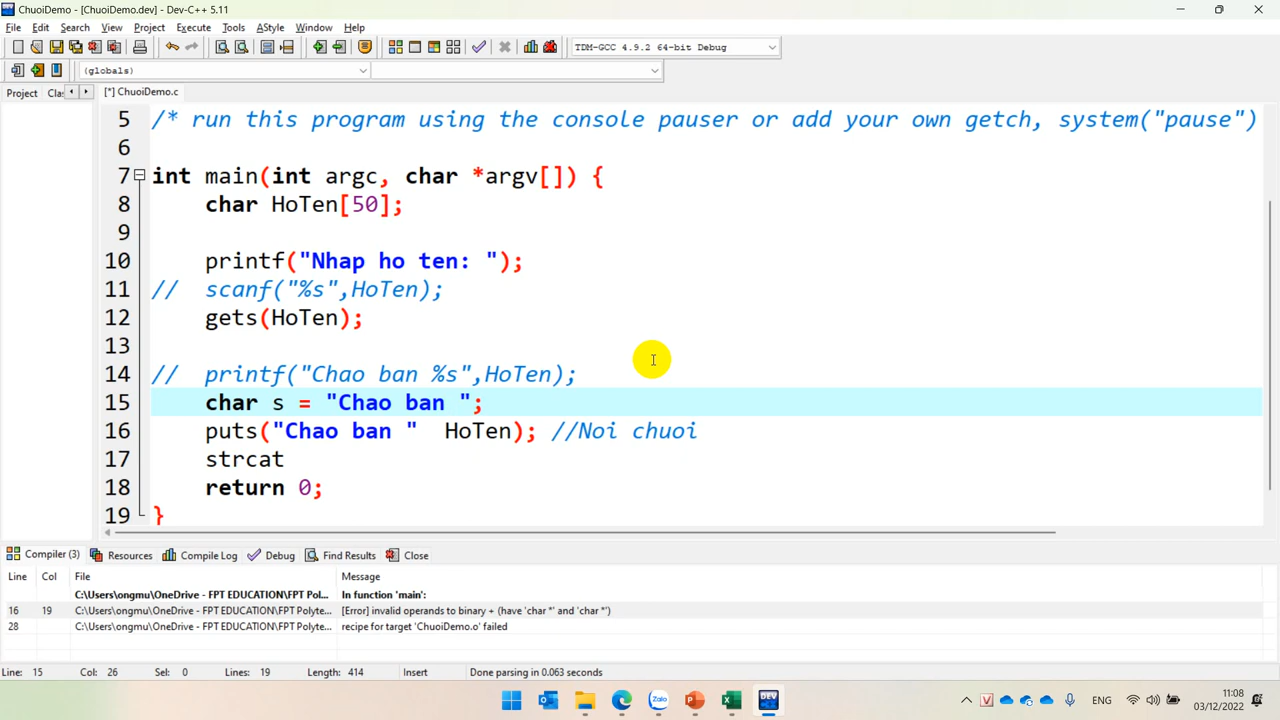 ChuoiDemo - [ChuoiDemo.dev] - Dev-C++ 5.11
File Edit Search View Project Execute Tools AStyle Window Help
TDM-GCC 4.9.2 64-bit Debug
(globals)
Project Clas [*] ChuoiDemo.c
5 /* run this program using the console pauser or add your own getch, system("pause")
6
7 int main(int argc, char *argv[]) {
8 char HoTen[50];
9
10 printf("Nhap ho ten: ");
11 // scanf("%s",HoTen);
12 gets(HoTen);
13
14 // printf("Chao ban %s",HoTen);
15 char s = "Chao ban ";
16 puts("Chao ban "  HoTen); //Noi chuoi
17 strcat
18 return 0;
19 }
Compiler (3) Resources Compile Log Debug Find Results Close
Line Col File Message
C:\Users\ongmu\OneDrive - FPT EDUCATION\FPT Pol... In function 'main':
16 19 C:\Users\ongmu\OneDrive - FPT EDUCATION\FPT Polyte... [Error] invalid operands to binary + (have 'char *' and 'char *')
28 C:\Users\ongmu\OneDrive - FPT EDUCATION\FPT Polyte... recipe for target 'ChuoiDemo.o' failed
Line: 15 Col: 26 Sel: 0 Lines: 19 Length: 414 Insert Done parsing in 0.063 seconds
Zalo DEV V ENG 11:08
03/12/2022